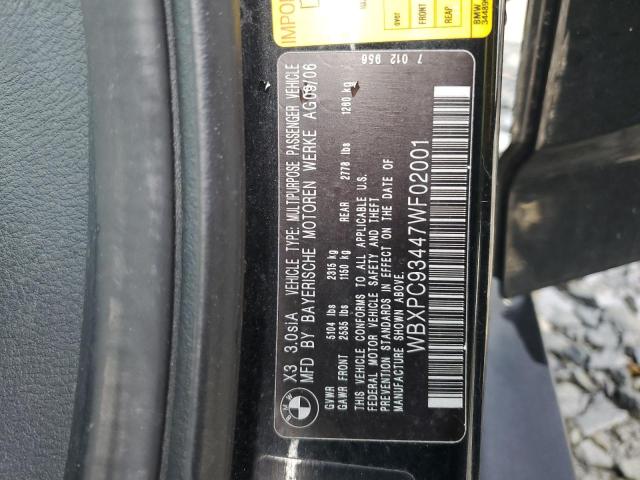 X3 3.0siA VEHICLE TYPE: MULTIPURPOSE PASSENGER VEHICLE
MFD BY BAYERISCHE MOTOREN WERKE AG 09/06
GVWR 5104 lbs 2315 kg
GAWR FRONT 2535 lbs 1150 kg REAR 2778 lbs 1260 kg
THIS VEHICLE CONFORMS TO ALL APPLICABLE U.S.
FEDERAL MOTOR VEHICLE SAFETY AND THEFT
PREVENTION STANDARDS IN EFFECT ON THE DATE OF
WBXPC93447WF02001
7 012 956
BMW
IMPO
FRONT
REAR
BMW